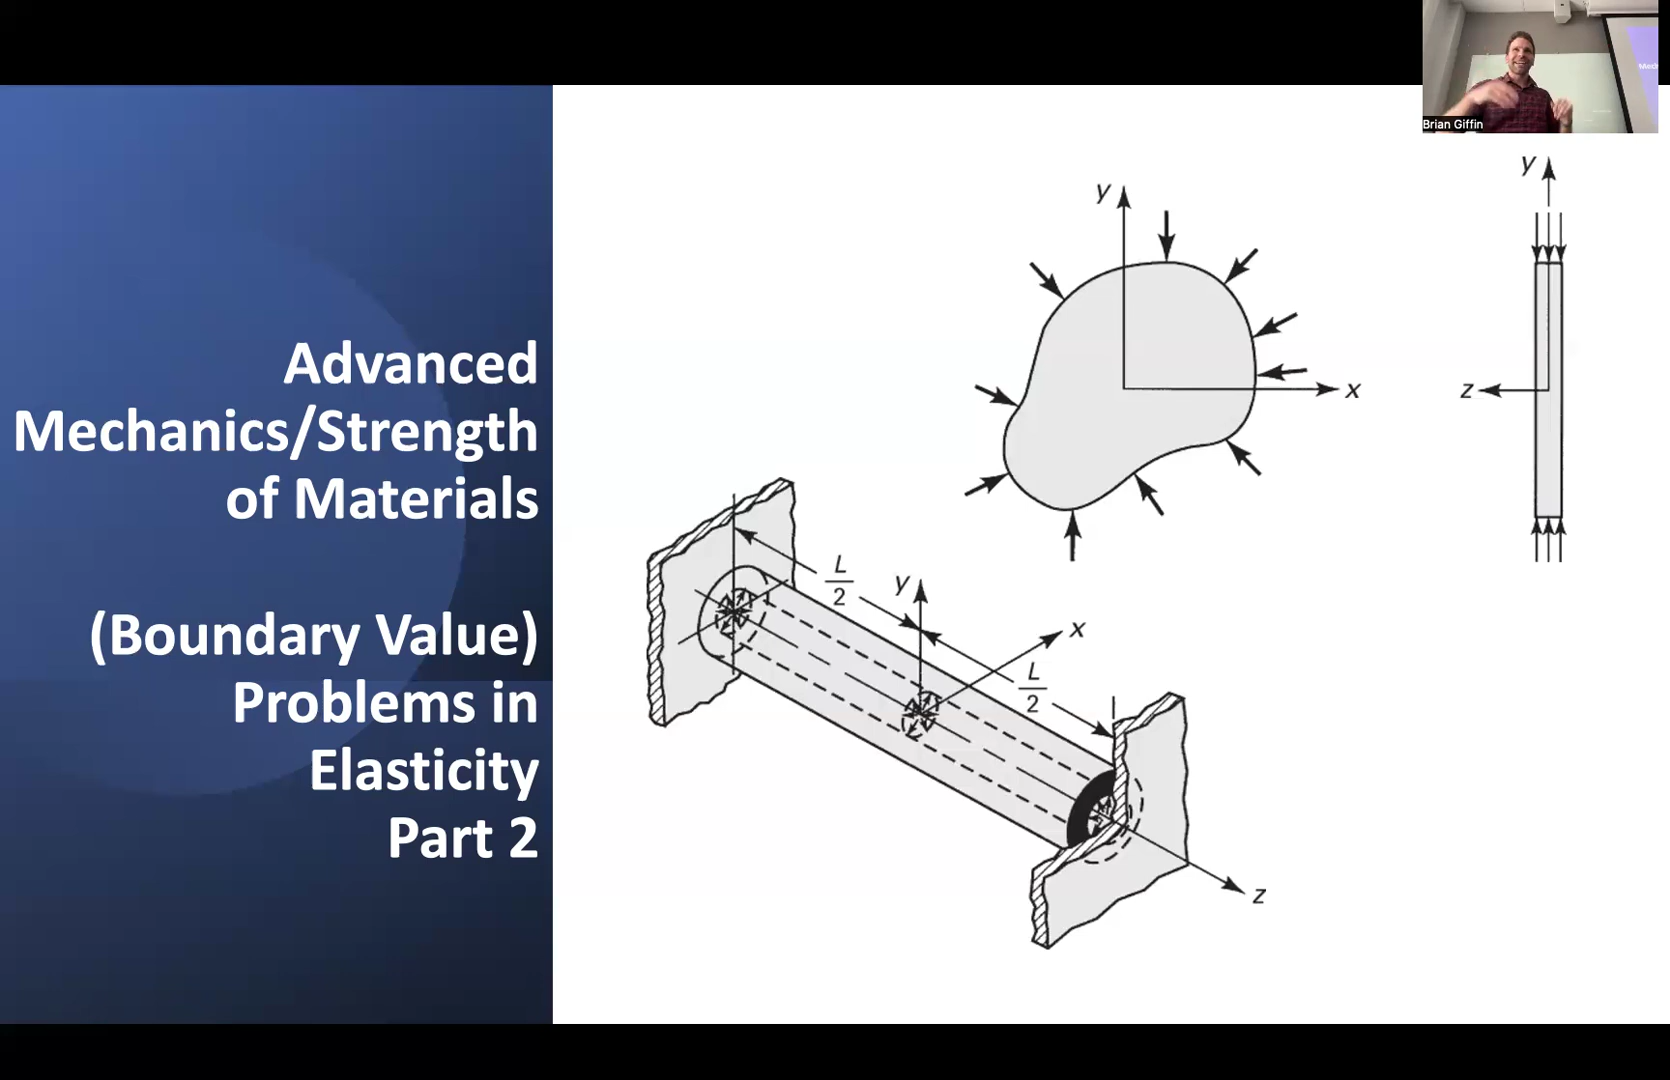 Advanced
Mechanics/Strength
of Materials
(Boundary Value)
Problems in
Elasticity
Part 2
Brian Giffin
y
x
y
z
L
2
y
x
L
2
z